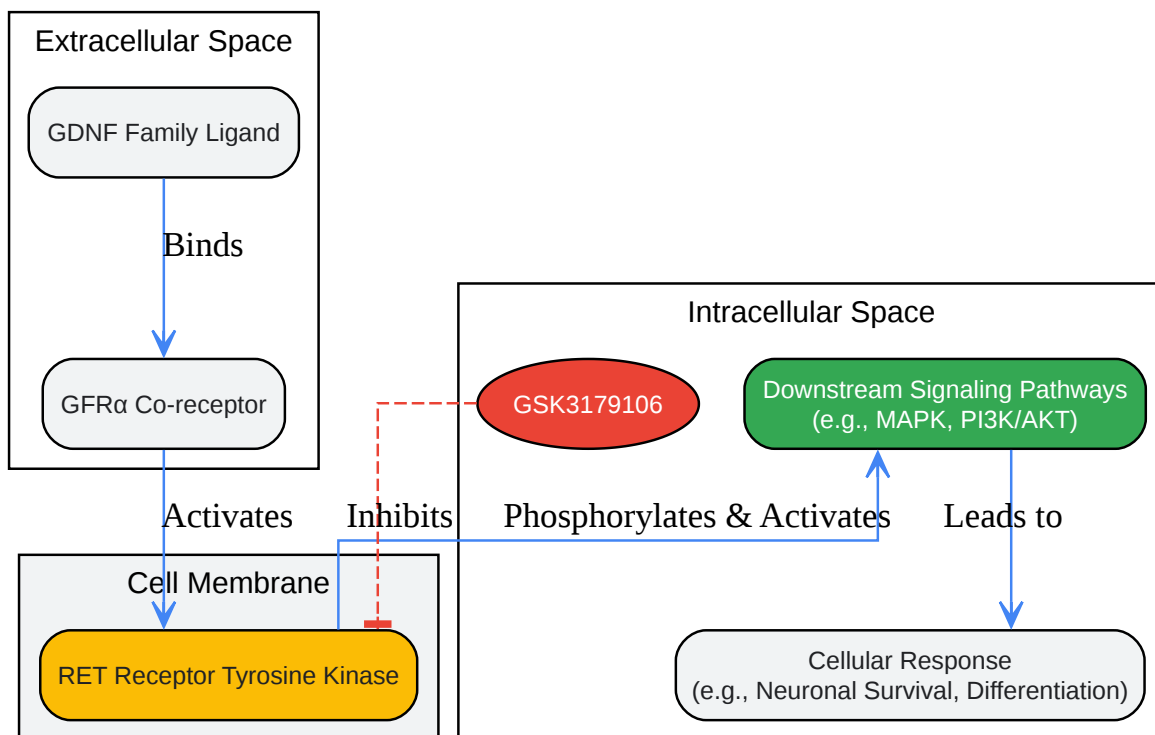 Extracellular Space
GDNF Family Ligand
Binds
GFRα Co-receptor
Activates
Cell Membrane
RET Receptor Tyrosine Kinase
Inhibits
Intracellular Space
GSK3179106
Downstream Signaling Pathways
(e.g., MAPK, PI3K/AKT)
Phosphorylates & Activates
Leads to
Cellular Response
(e.g., Neuronal Survival, Differentiation)